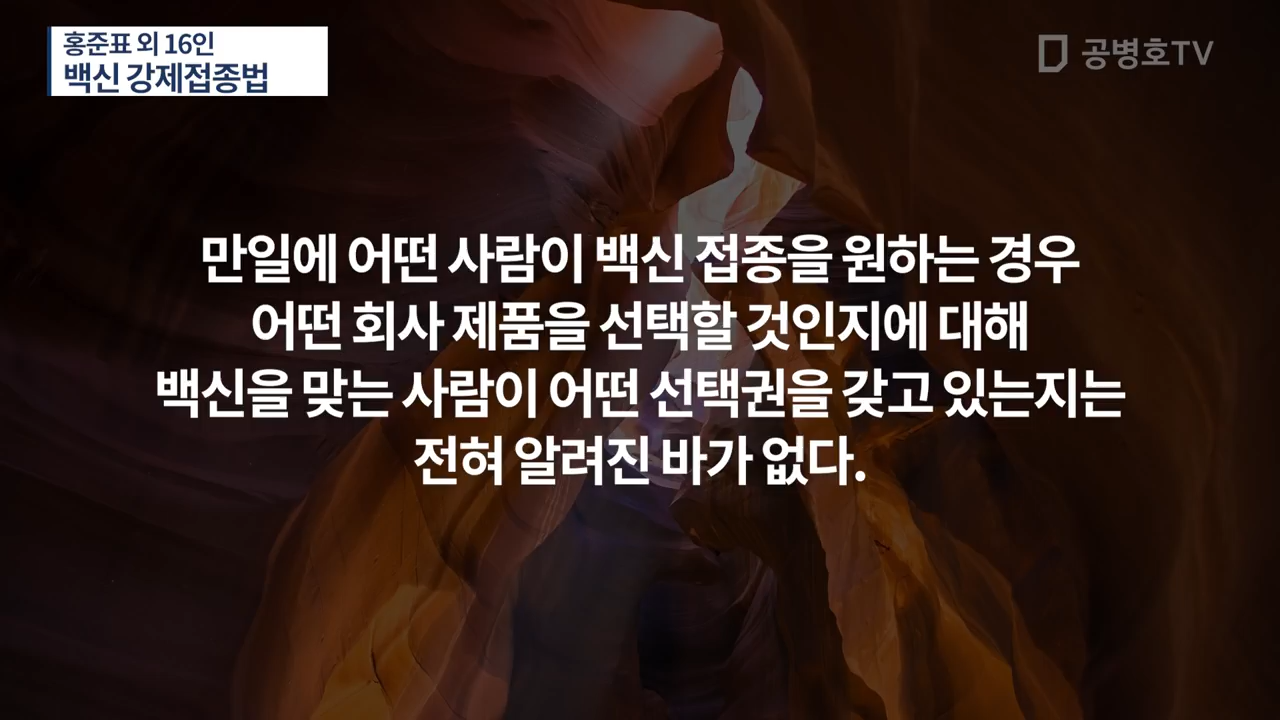 홍준표 외 16인
백신 강제접종법
공병호TV
만일에 어떤 사람이 백신 접종을 원하는 경우
어떤 회사 제품을 선택할 것인지에 대해
백신을 맞는 사람이 어떤 선택권을 갖고 있는지는
전혀 알려진 바가 없다.